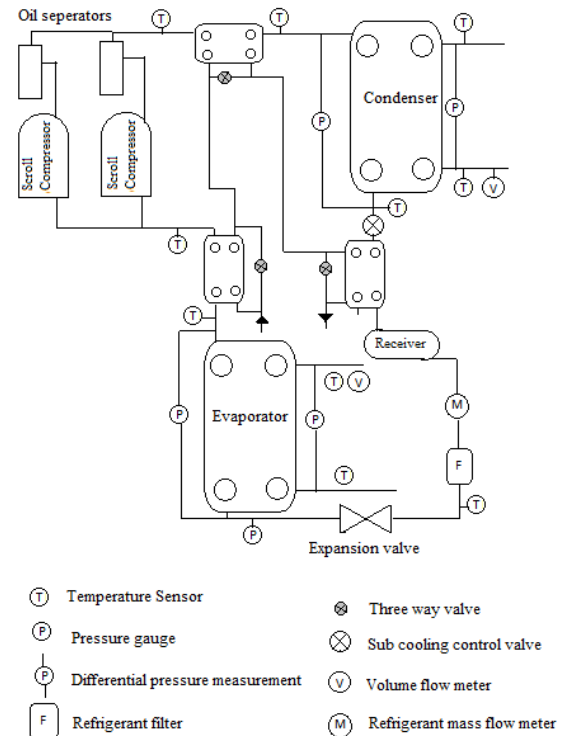 Oil seperators
T
T
T
Condenser
P
P
Scroll
Compressor
Scroll
Compressor
T
T
V
T
T
T
Receiver
P
Evaporator
T
V
P
M
T
F
T
P
Expansion valve
T
Temperature Sensor
Three way valve
P
Pressure gauge
Sub cooling control valve
P
Differential pressure measurement
V
Volume flow meter
F
Refrigerant filter
M
Refrigerant mass flow meter